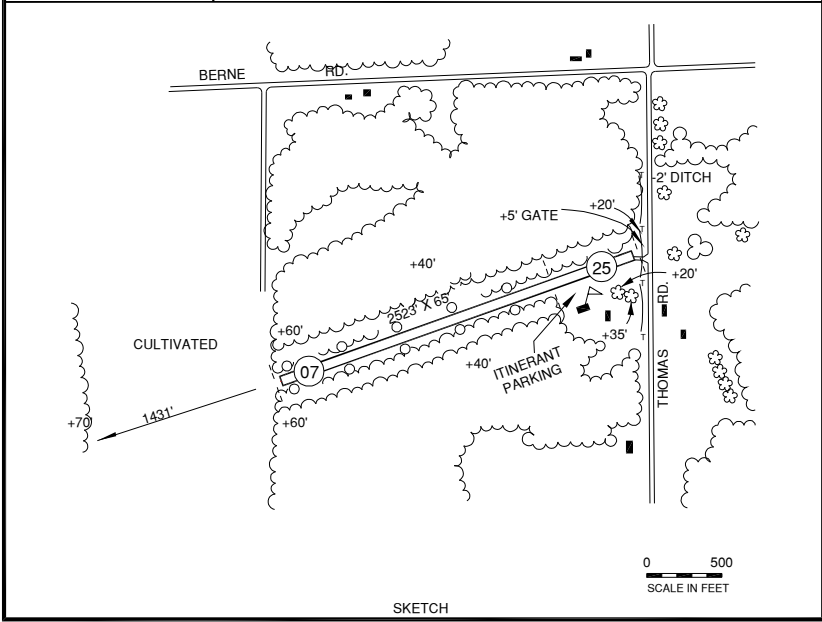 BERNE RD.
-2' DITCH
+20'
+5' GATE
+40'
25
+20'
2523' X 65'
+60'
RD.
+35'
CULTIVATED
+40'
ITINERANT
PARKING
07
THOMAS
1431'
+70'
+60'
0 500
SCALE IN FEET
SKETCH
T
T
T
T